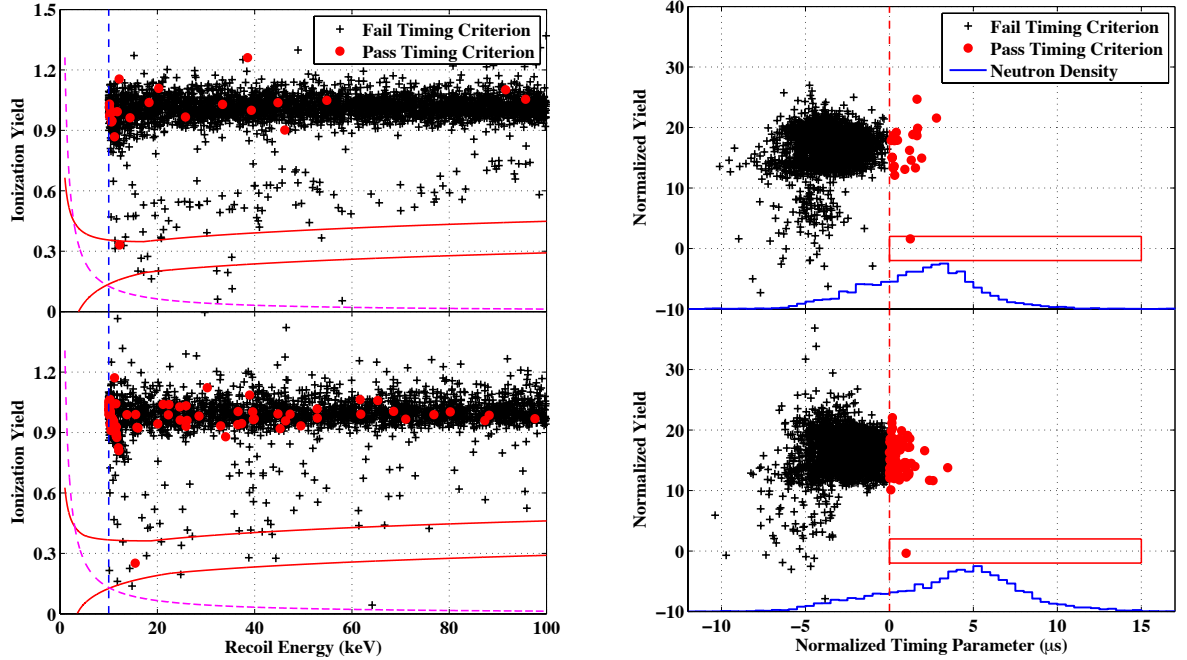 1.5
1.2
0.9
0.6
0.3
0
Ionization Yield
+ Fail Timing Criterion
Pass Timing Criterion
1.2
0.9
0.6
0.3
0
Ionization Yield
0 20 40 60 80 100
Recoil Energy (keV)
40
30
20
10
0
−10
Normalized Yield
+ Fail Timing Criterion
Pass Timing Criterion
Neutron Density
30
20
10
0
−10
Normalized Yield
−10 −5 0 5 10 15
Normalized Timing Parameter (μs)